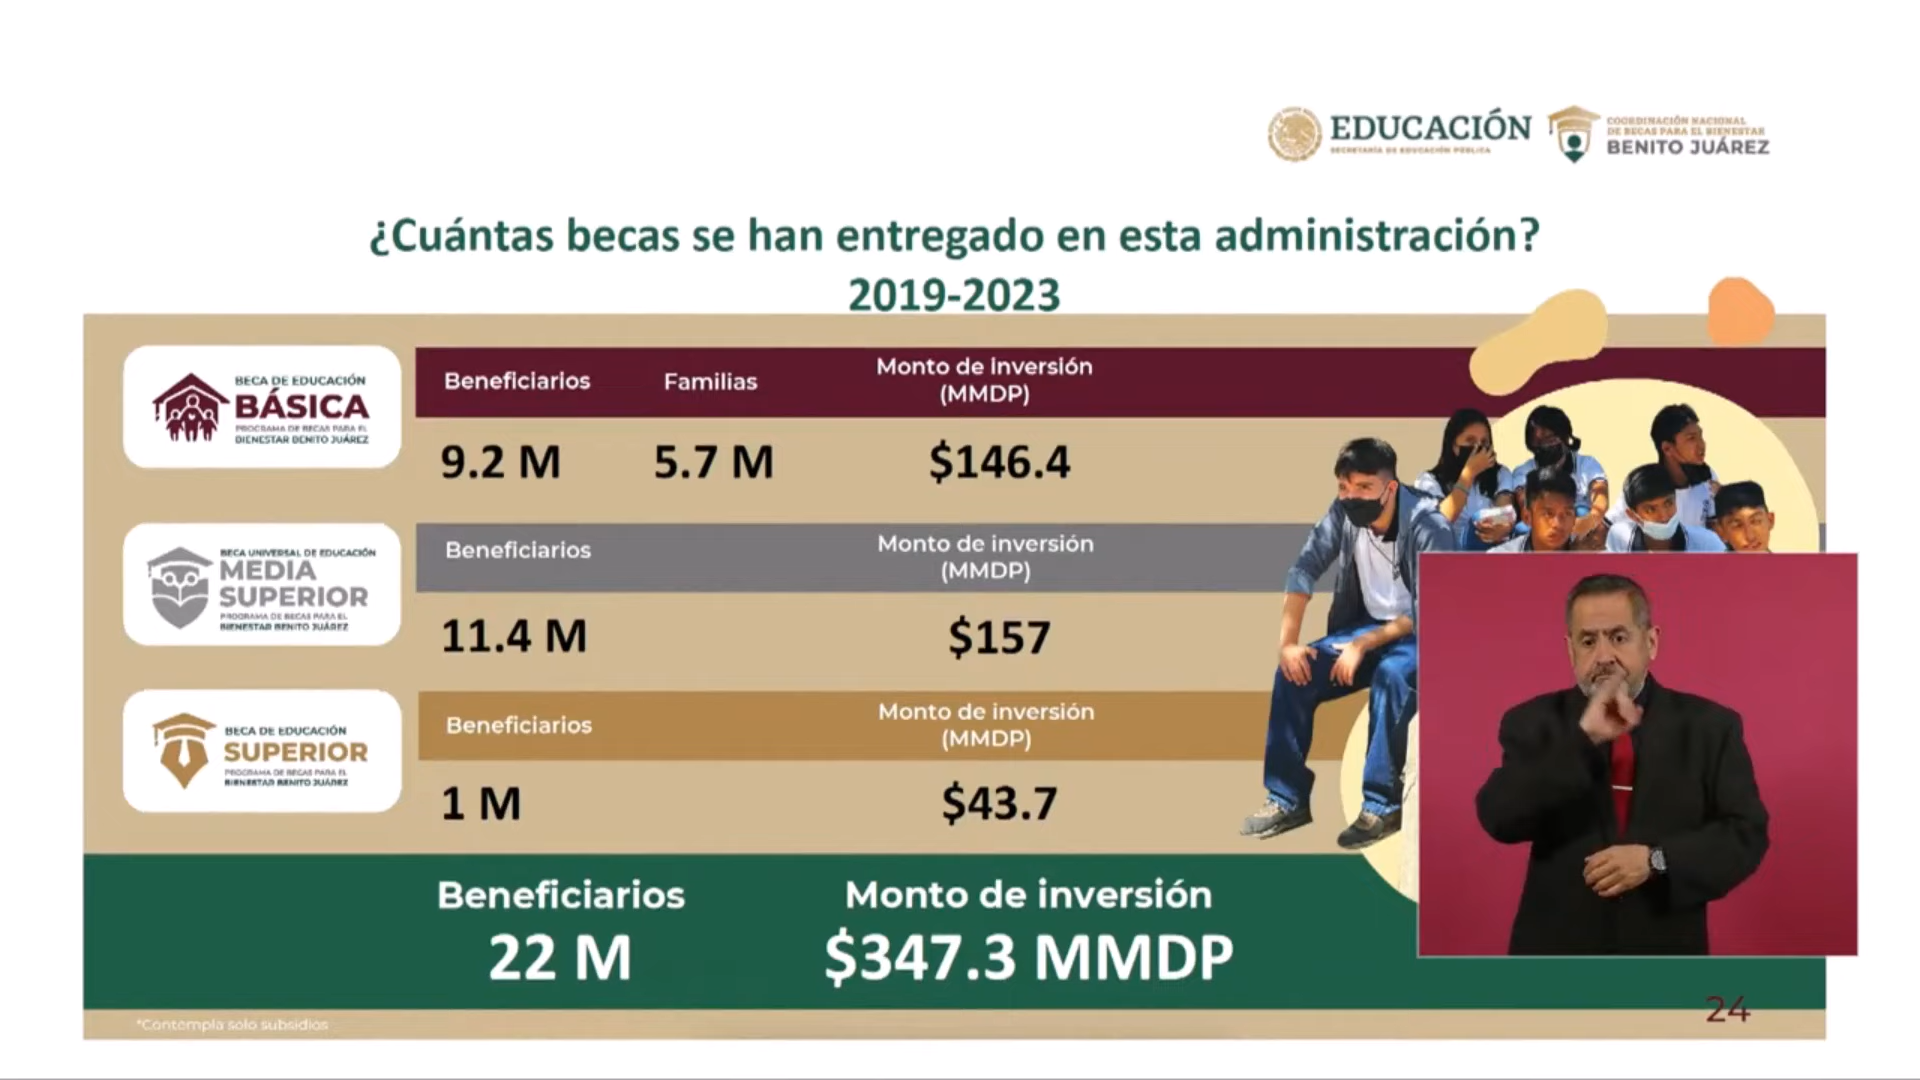 EDUCACIÓN
SECRETARÍA DE EDUCACIÓN PÚBLICA
COORDINACIÓN NACIONAL
DE BECAS PARA EL BIENESTAR
BENITO JUÁREZ
¿Cuántas becas se han entregado en esta administración?
2019-2023
BECA DE EDUCACIÓN
BÁSICA
PROGRAMA DE BECAS PARA EL
BIENESTAR BENITO JUÁREZ
Beneficiarios Familias Monto de inversión
(MMDP)
9.2 M 5.7 M $146.4
BECA UNIVERSAL DE EDUCACIÓN
MEDIA
SUPERIOR
PROGRAMA DE BECAS PARA EL
BIENESTAR BENITO JUÁREZ
Beneficiarios Monto de inversión
(MMDP)
11.4 M $157
BECA DE EDUCACIÓN
SUPERIOR
PROGRAMA DE BECAS PARA EL
BIENESTAR BENITO JUÁREZ
Beneficiarios Monto de inversión
(MMDP)
1 M $43.7
Beneficiarios Monto de inversión
22 M $347.3 MMDP
*Contempla solo subsidios
24